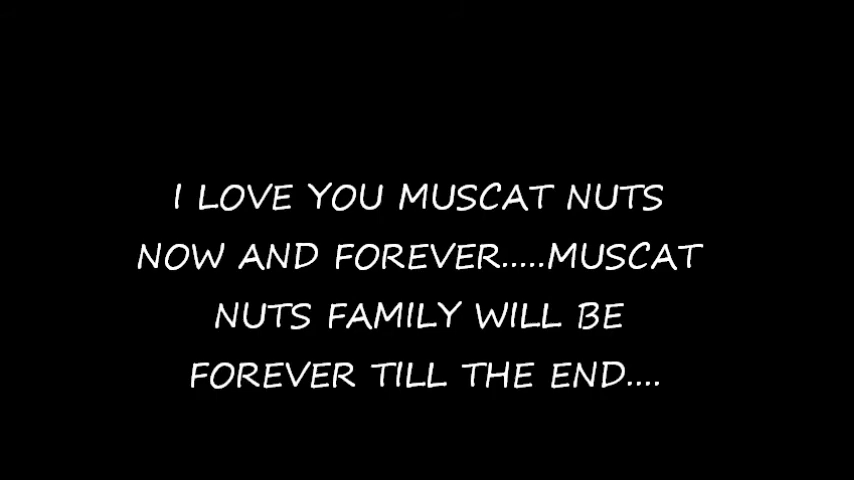 I LOVE YOU MUSCAT NUTS
NOW AND FOREVER.....MUSCAT
NUTS FAMILY WILL BE
FOREVER TILL THE END....